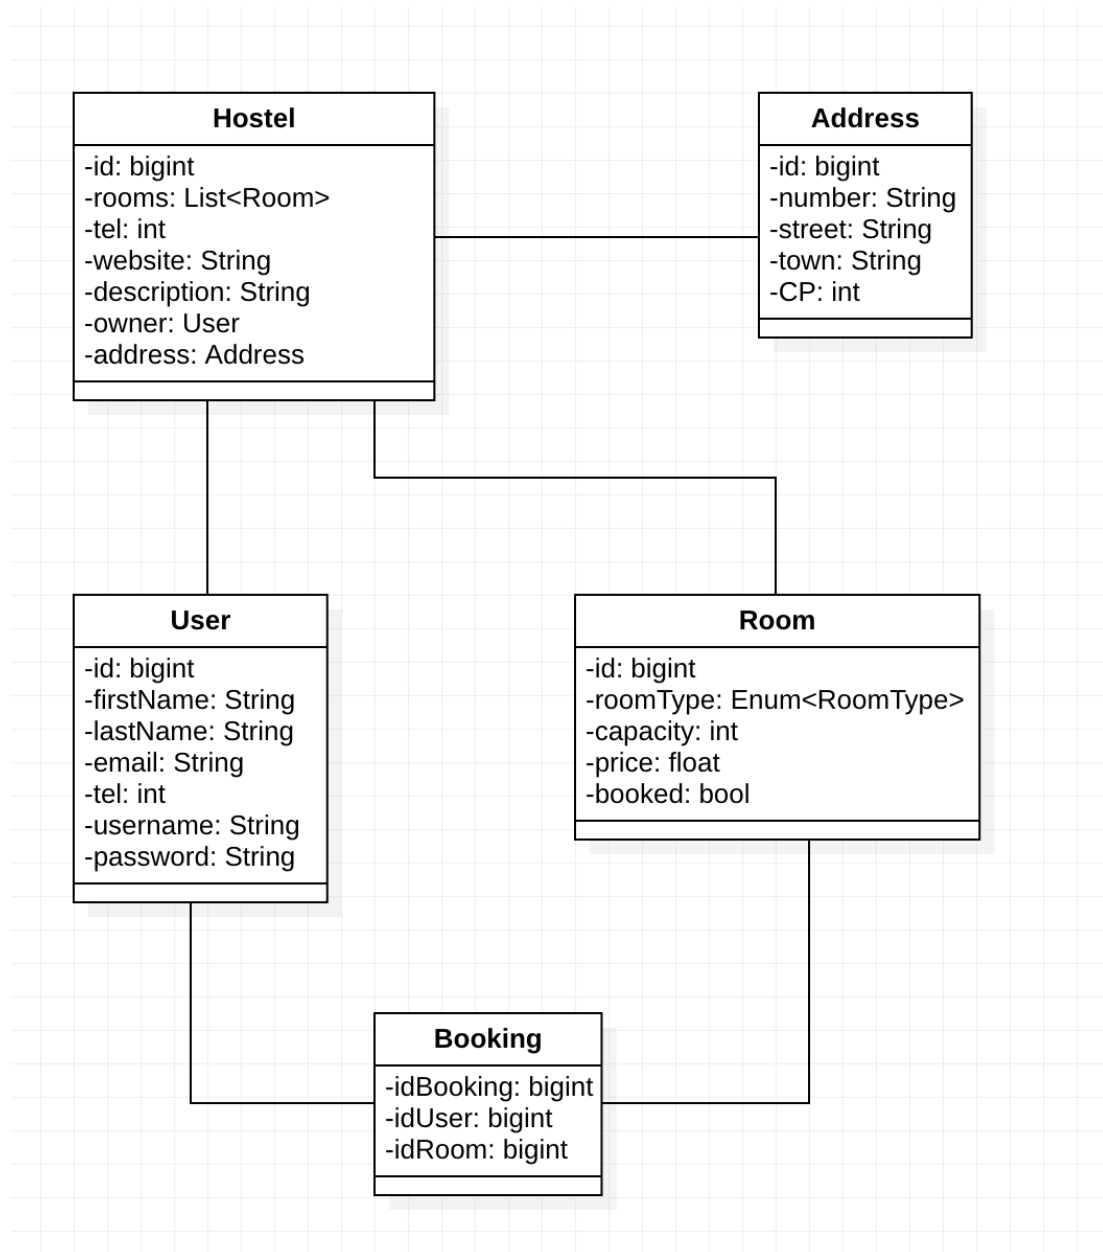 Hostel
-id: bigint
-rooms: List<Room>
-tel: int
-website: String
-description: String
-owner: User
-address: Address
Address
-id: bigint
-number: String
-street: String
-town: String
-CP: int
User
-id: bigint
-firstName: String
-lastName: String
-email: String
-tel: int
-username: String
-password: String
Room
-id: bigint
-roomType: Enum<RoomType>
-capacity: int
-price: float
-booked: bool
Booking
-idBooking: bigint
-idUser: bigint
-idRoom: bigint